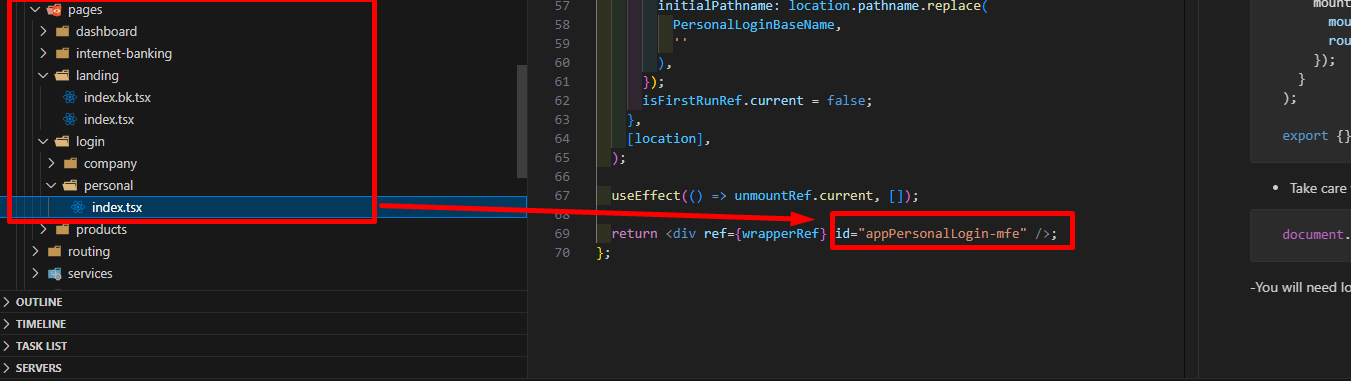 pages
dashboard
internet-banking
landing
index.bk.tsx
index.tsx
login
company
personal
index.tsx
products
routing
services
OUTLINE
TIMELINE
TASK LIST
SERVERS
57 initialPathname: location.pathname.replace(
58 PersonalLoginBaseName,
59 ''
60 ),
61 });
62 isFirstRunRef.current = false;
63 },
64 [location],
65 );
66
67 useEffect(() => unmountRef.current, []);
68
69 return <div ref={wrapperRef} id="appPersonalLogin-mfe" />;
70 };
mount
mou
rou
});
}
);
export {}
• Take care
document.
-You will need lo